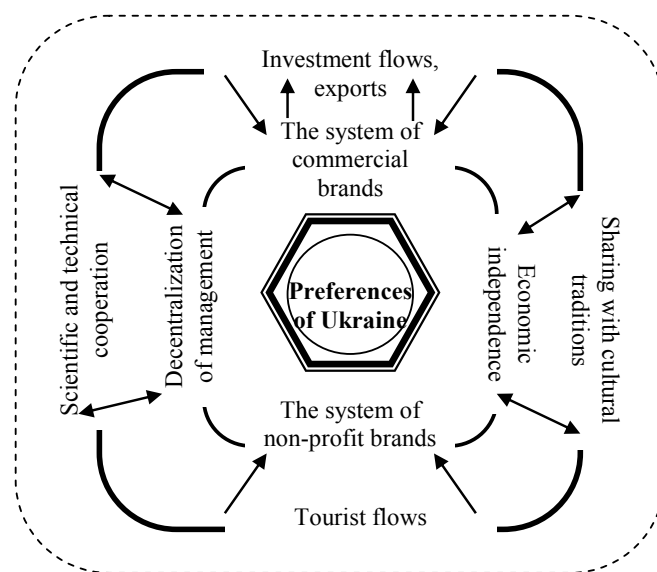 Investment flows,
exports
The system of
commercial
brands
Scientific and technical
cooperation
Decentralization
of management
Preferences
of Ukraine
Economic
independence
Sharing with cultural
traditions
The system of
non-profit brands
Tourist flows